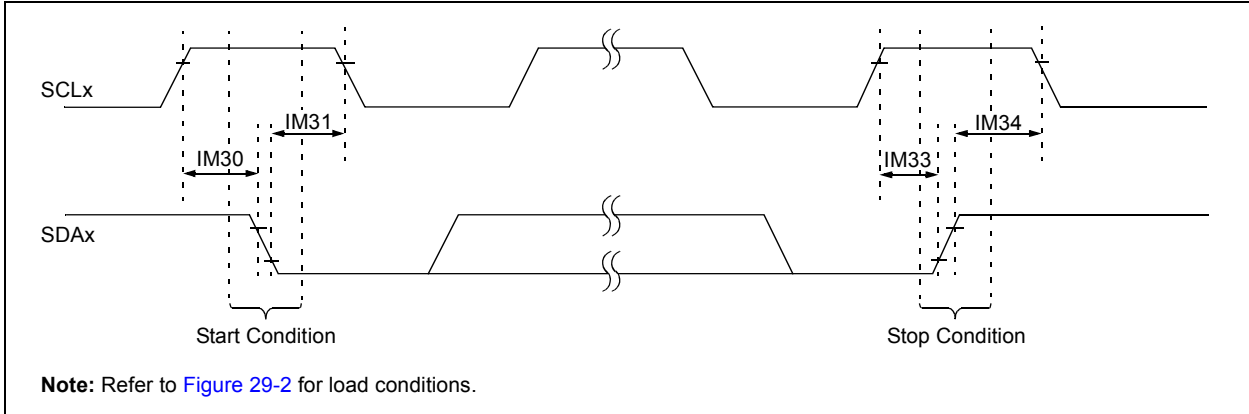 SCLx
IM31
IM34
IM30
IM33
SDAx
Start Condition
Stop Condition
Note: Refer to Figure 29-2 for load conditions.